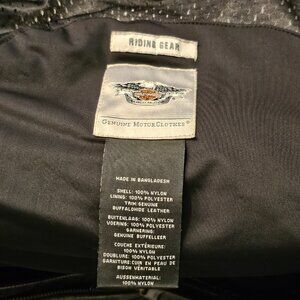 RIDING GEAR
GENUINE MOTORCLOTHES®
MADE IN BANGLADESH
SHELL: 100% NYLON
LINING: 100% POLYESTER
TRIM: GENUINE
BUFFALOHIDE LEATHER
BUITENLAAG: 100% NYLON
VOERING: 100% POLYESTER
GARNERING:
GENUINE BUFFELLEER
COUCHE EXTÉRIEURE:
100% NYLON
DOUBLURE: 100% POLYESTER
GARNITURE: CUIR EN PEAU DE
BISON VÉRITABLE
AUSSENMATERIAL:
100% NYLON